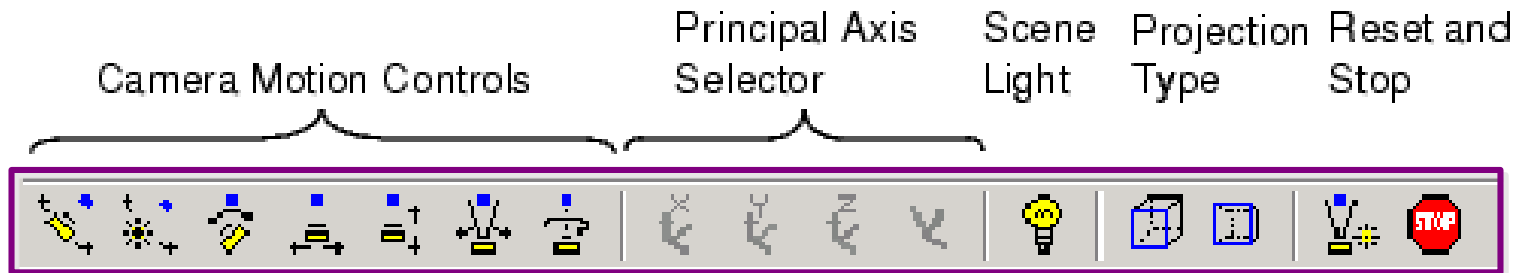 Camera Motion Controls
Principal Axis
Selector
Scene
Light
Projection
Type
Reset and
Stop
X
Y
Z
STOP